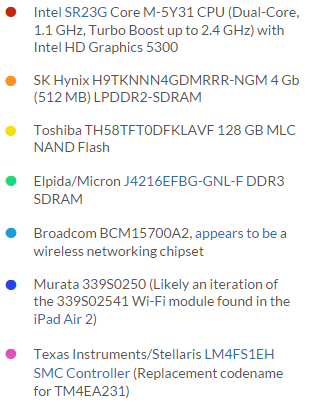 Intel SR23G Core M-5Y31 CPU (Dual-Core,
1.1 GHz, Turbo Boost up to 2.4 GHz) with
Intel HD Graphics 5300
SK Hynix H9TKNNN4GDMRRR-NGM 4 Gb
(512 MB) LPDDR2-SDRAM
Toshiba TH58TFT0DFKLAVF 128 GB MLC
NAND Flash
Elpida/Micron J4216EFBG-GNL-F DDR3
SDRAM
Broadcom BCM15700A2, appears to be a
wireless networking chipset
Murata 339S0250 (Likely an iteration of
the 339S02541 Wi-Fi module found in the
iPad Air 2)
Texas Instruments/Stellaris LM4FS1EH
SMC Controller (Replacement codename
for TM4EA231)